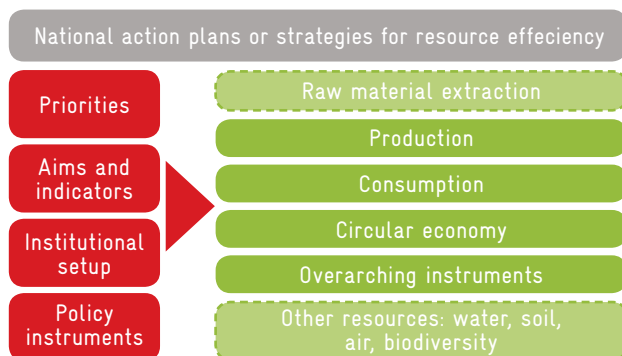 National action plans or strategies for resource effeciency
Priorities
Aims and
indicators
Institutional
setup
Policy
instruments
Raw material extraction
Production
Consumption
Circular economy
Overarching instruments
Other resources: water, soil,
air, biodiversity